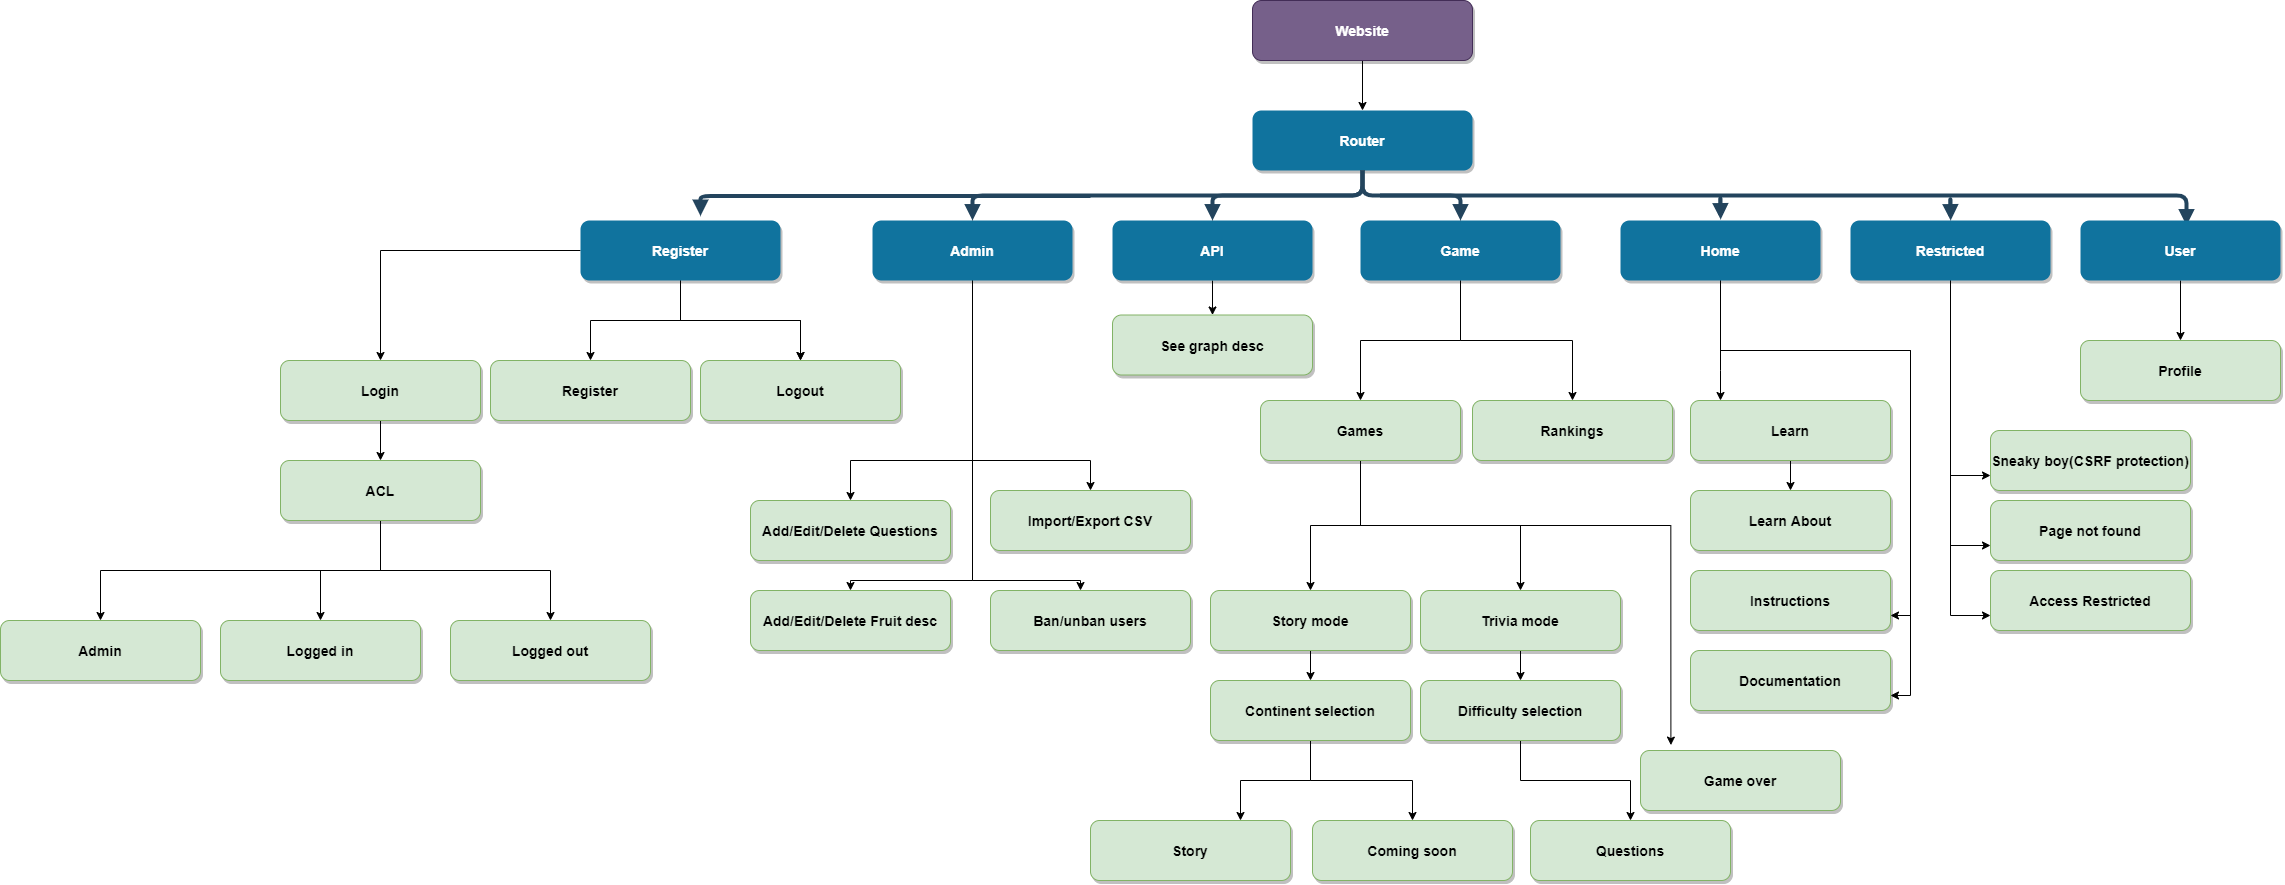 Website
Router
Register
Admin
API
Game
Home
Restricted
User
See graph desc
Profile
Login
Register
Logout
Games
Rankings
Learn
Sneaky boy(CSRF protection)
ACL
Add/Edit/Delete Questions
Import/Export CSV
Learn About
Page not found
Instructions
Access Restricted
Add/Edit/Delete Fruit desc
Ban/unban users
Story mode
Trivia mode
Admin
Logged in
Logged out
Documentation
Continent selection
Difficulty selection
Game over
Story
Coming soon
Questions